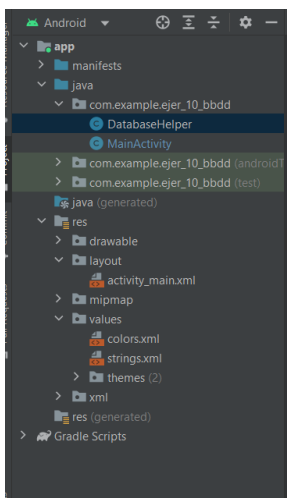 Android
app
manifests
java
com.example.ejer_10_bbdd
DatabaseHelper
MainActivity
com.example.ejer_10_bbdd (androidT
com.example.ejer_10_bbdd (test)
java (generated)
res
drawable
layout
activity_main.xml
mipmap
values
colors.xml
strings.xml
themes (2)
xml
res (generated)
Gradle Scripts